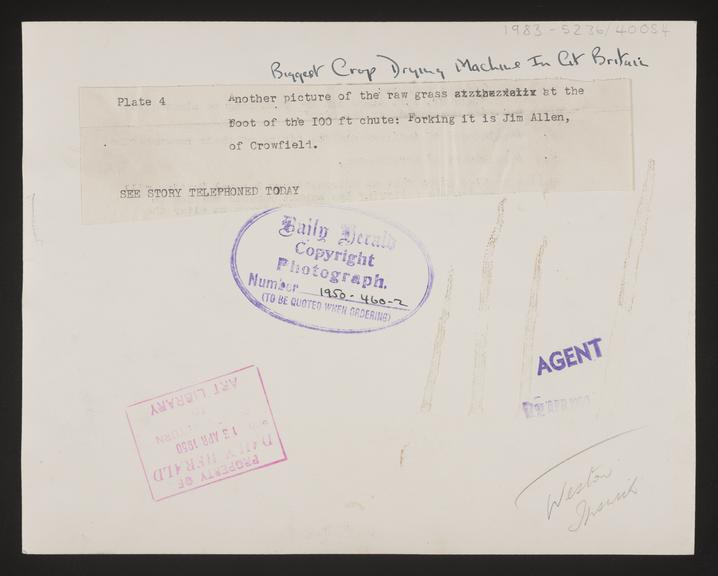 1983-5236/40054
Biggest Crop Drying Machine In Gt Britain
Plate 4
Another picture of the raw grass at the
Foot of the 100 ft chute: Forking it is Jim Allen,
of Crowfield.
SEE STORY TELEPHONED TODAY
Daily Herald
Copyright
Photograph.
Number 1950-460-2
(TO BE QUOTED WHEN ORDERING)
AGENT
APR 1950
PROPERTY OF
DAILY HERALD
13 APR 1950
ART LIBRARY
Weston
Ipswich